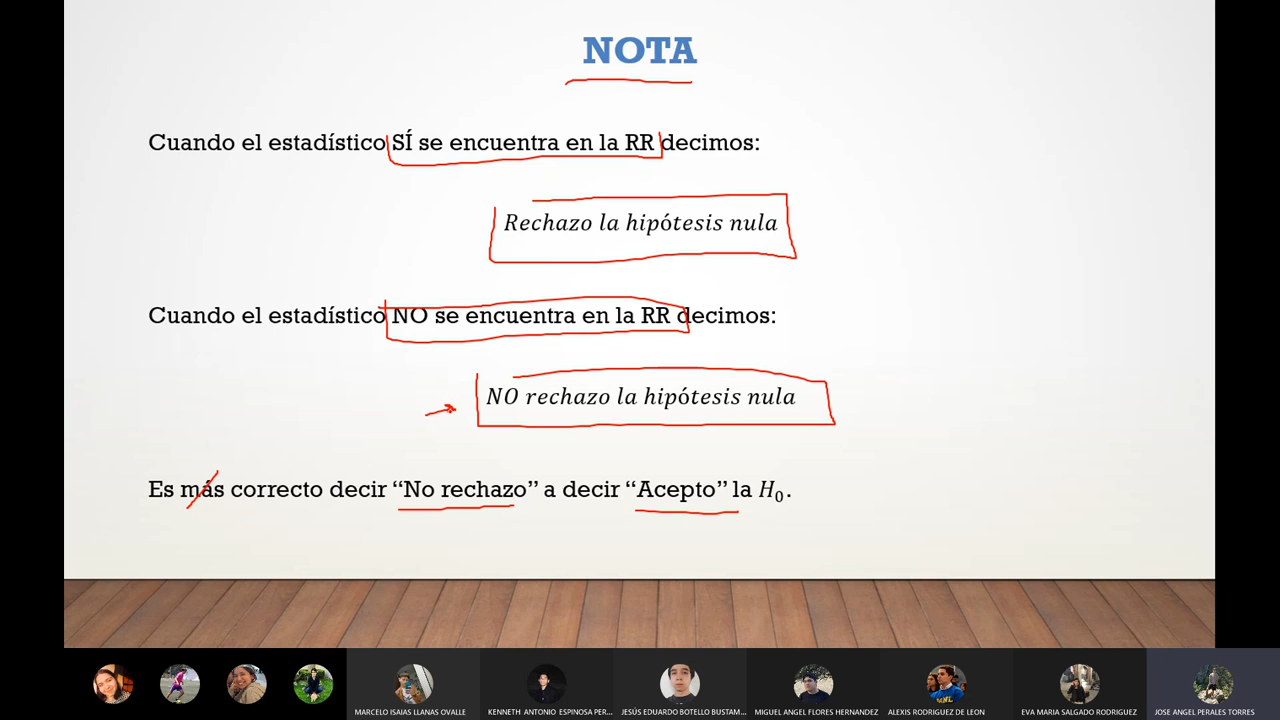 NOTA
Cuando el estadístico SÍ se encuentra en la RR decimos:
Rechazo la hipótesis nula
Cuando el estadístico NO se encuentra en la RR decimos:
NO rechazo la hipótesis nula
Es más correcto decir “No rechazo” a decir “Acepto” la H₀.
MARCELO ISAIAS LLANAS OVALLE
KENNETH ANTONIO ESPINOSA PER...
JESÚS EDUARDO BOTELLO BUSTAM...
MIGUEL ANGEL FLORES HERNANDEZ
ALEXIS RODRIGUEZ DE LEON
EVA MARIA SALGADO RODRIGUEZ
JOSE ANGEL PERALES TORRES